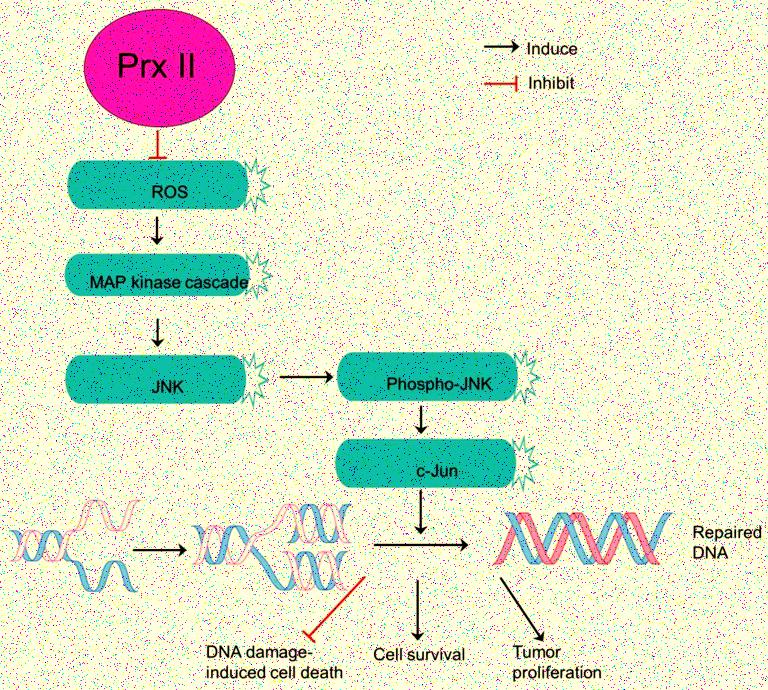 Prx II
Induce
Inhibit
ROS
MAP kinase cascade
JNK
Phospho-JNK
c-Jun
Repaired
DNA
DNA damage-
induced cell death
Cell survival
Tumor
proliferation